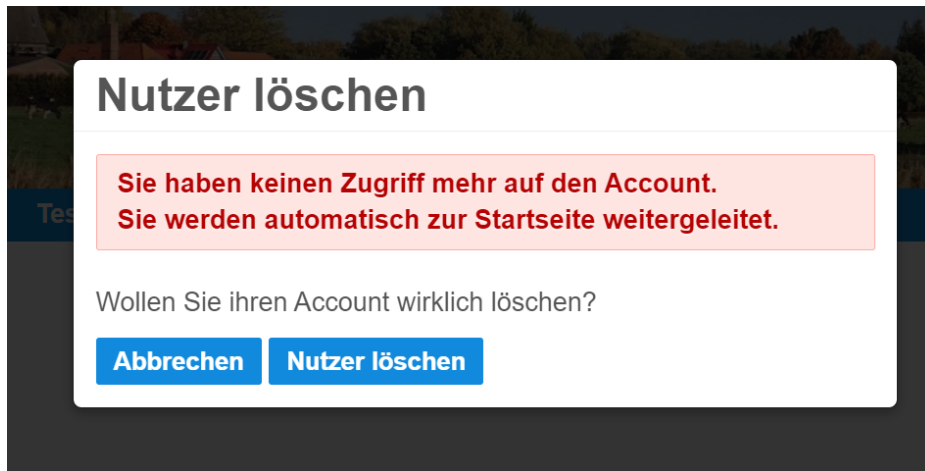 Nutzer löschen
Sie haben keinen Zugriff mehr auf den Account.
Sie werden automatisch zur Startseite weitergeleitet.
Tes
Wollen Sie ihren Account wirklich löschen?
Abbrechen Nutzer löschen